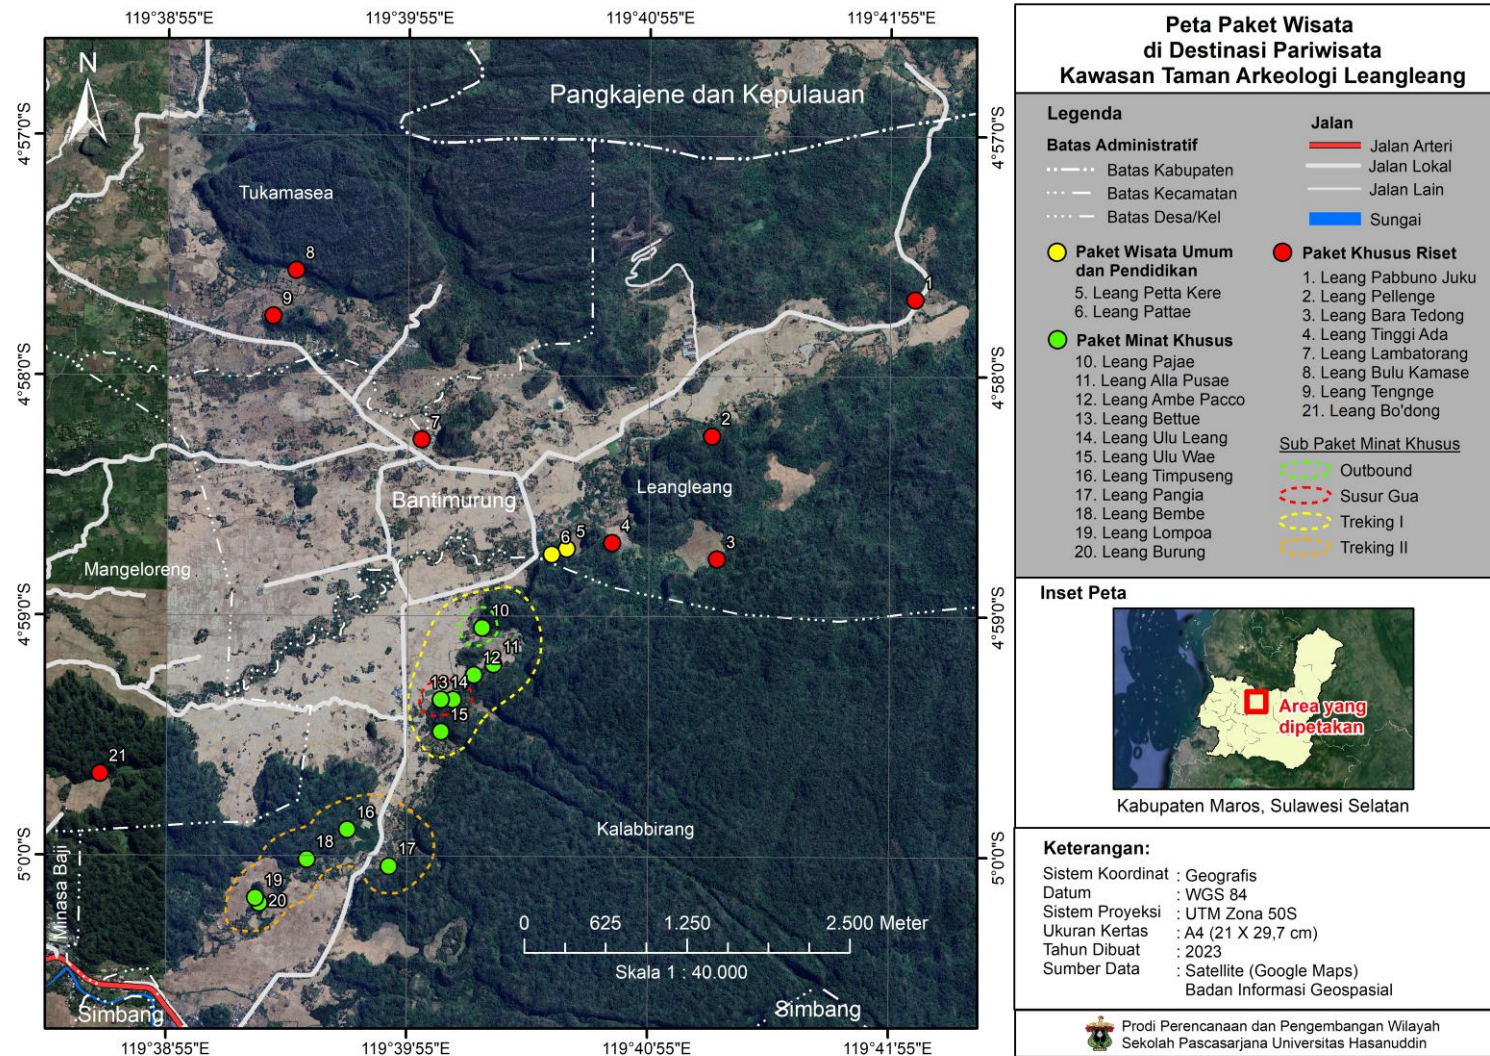 119°38'55"E
119°39'55"E
119°40'55"E
119°41'55"E
4°57'0"S
4°58'0"S
4°59'0"S
5°0'0"S
4°57'0"S
4°58'0"S
4°59'0"S
5°0'0"S
N
Pangkajene dan Kepulauan
Tukamasea
8
9
1
7
2
Bantimurung
Leangleang
4
5
6
3
Mangeloreng
10
11
12
13
14
15
21
16
18
17
Kalabbirang
19
20
Minasa Baji
0
625
1.250
2.500 Meter
Skala 1 : 40.000
Simbang
Simbang
119°38'55"E
119°39'55"E
119°40'55"E
119°41'55"E
Peta Paket Wisata
di Destinasi Pariwisata
Kawasan Taman Arkeologi Leangleang
Legenda
Batas Administratif
Batas Kabupaten
Batas Kecamatan
Batas Desa/Kel
Jalan
Jalan Arteri
Jalan Lokal
Jalan Lain
Sungai
Paket Wisata Umum
dan Pendidikan
5. Leang Petta Kere
6. Leang Pattae
Paket Minat Khusus
10. Leang Pajae
11. Leang Alla Pusae
12. Leang Ambe Pacco
13. Leang Bettue
14. Leang Ulu Leang
15. Leang Ulu Wae
16. Leang Timpuseng
17. Leang Pangia
18. Leang Bembe
19. Leang Lompoa
20. Leang Burung
Paket Khusus Riset
1. Leang Pabbuno Juku
2. Leang Pellenge
3. Leang Bara Tedong
4. Leang Tinggi Ada
7. Leang Lambatorang
8. Leang Bulu Kamase
9. Leang Tengnge
21. Leang Bo'dong
Sub Paket Minat Khusus
Outbound
Susur Gua
Treking I
Treking II
Inset Peta
Area yang
dipetakan
Kabupaten Maros, Sulawesi Selatan
Keterangan:
Sistem Koordinat : Geografis
Datum : WGS 84
Sistem Proyeksi : UTM Zona 50S
Ukuran Kertas : A4 (21 X 29,7 cm)
Tahun Dibuat : 2023
Sumber Data : Satellite (Google Maps)
Badan Informasi Geospasial
Prodi Perencanaan dan Pengembangan Wilayah
Sekolah Pascasarjana Universitas Hasanuddin